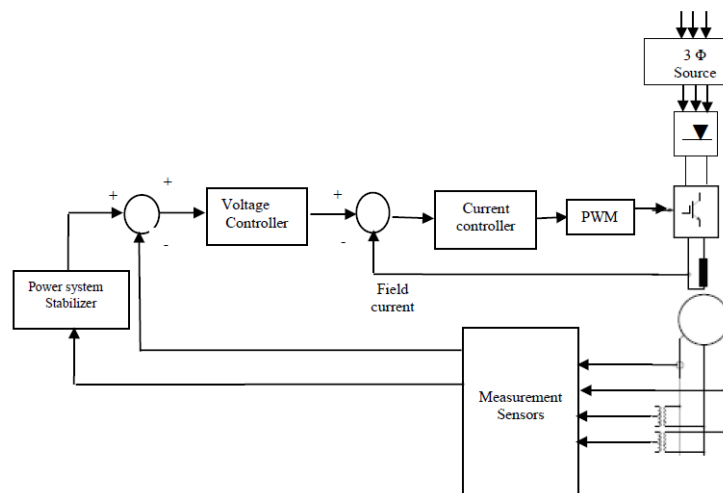 3 Φ
Source
+
+
-
Voltage
Controller
+
-
Current
controller
PWM
Power system
Stabilizer
Field
current
Measurement
Sensors